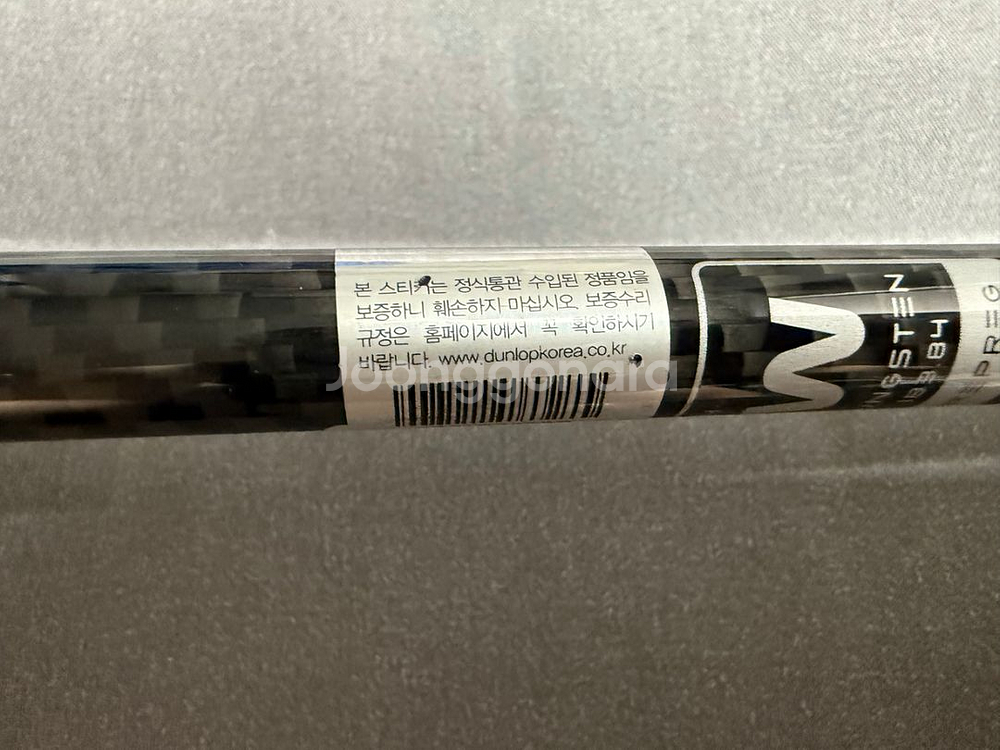 본 스티커는 정식통관 수입된 정품임을
보증하니 훼손하지 마십시오. 보증수리
규정은 홈페이지에서 꼭 확인하시기
바랍니다. www.dunlopkorea.co.kr
Joonggonara
W